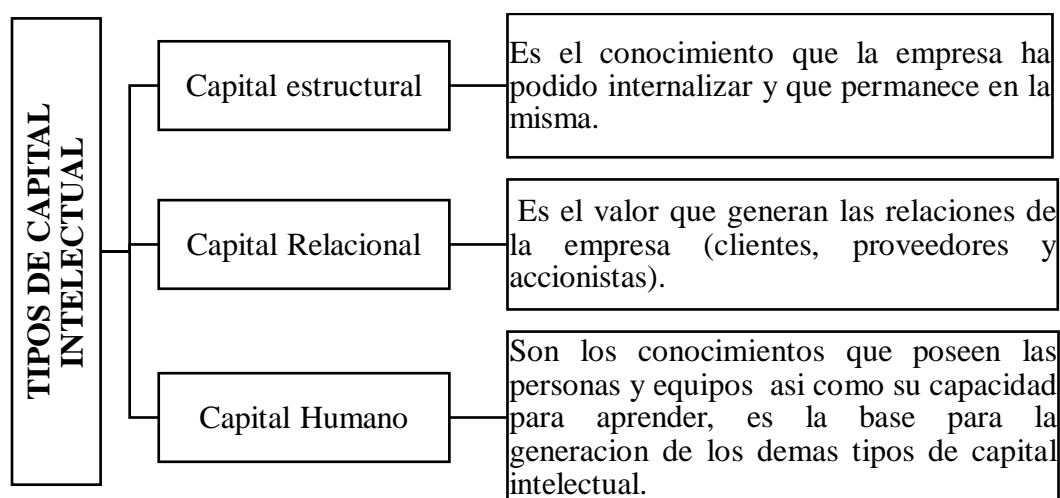 TIPOS DE CAPITAL
INTELECTUAL
Capital estructural
Es el conocimiento que la empresa ha
podido internalizar y que permanece en la
misma.
Capital Relacional
Es el valor que generan las relaciones de
la empresa (clientes, proveedores y
accionistas).
Capital Humano
Son los conocimientos que poseen las
personas y equipos asi como su capacidad
para aprender, es la base para la
generacion de los demas tipos de capital
intelectual.